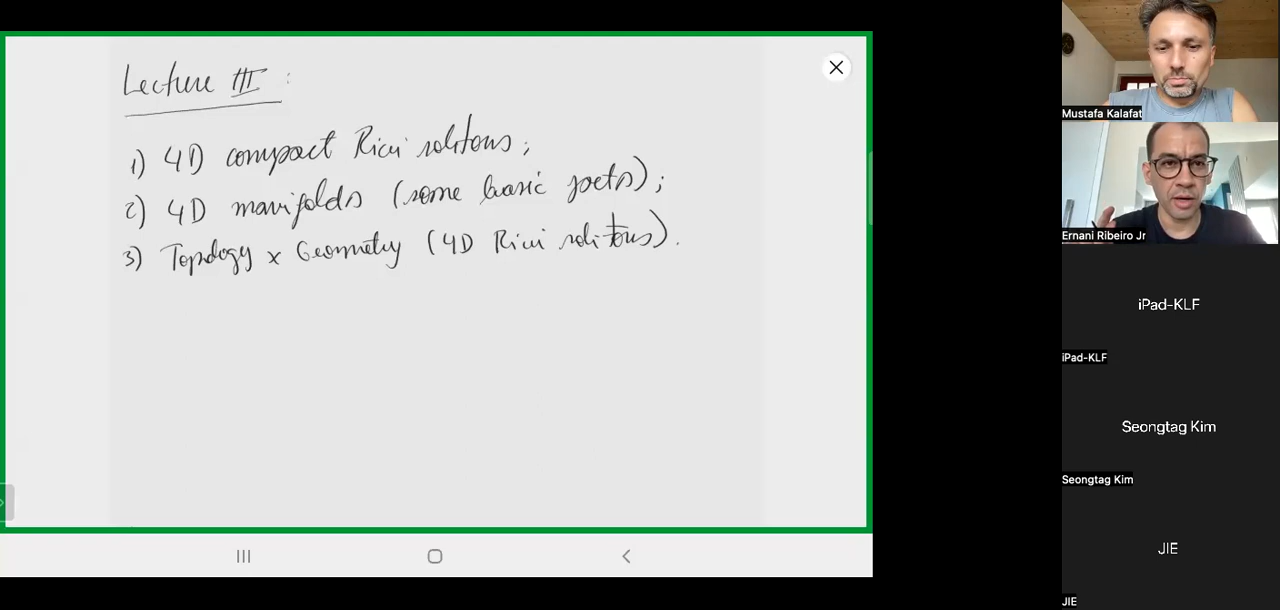 Lecture III :
1) 4D compact Ricci solitons ;
2) 4D manifolds (some basic facts) ;
3) Topology x Geometry (4D Ricci solitons) .
Mustafa Kalafat
Ernani Ribeiro Jr
iPad-KLF
iPad-KLF
Seongtag Kim
Seongtag Kim
JIE
JIE